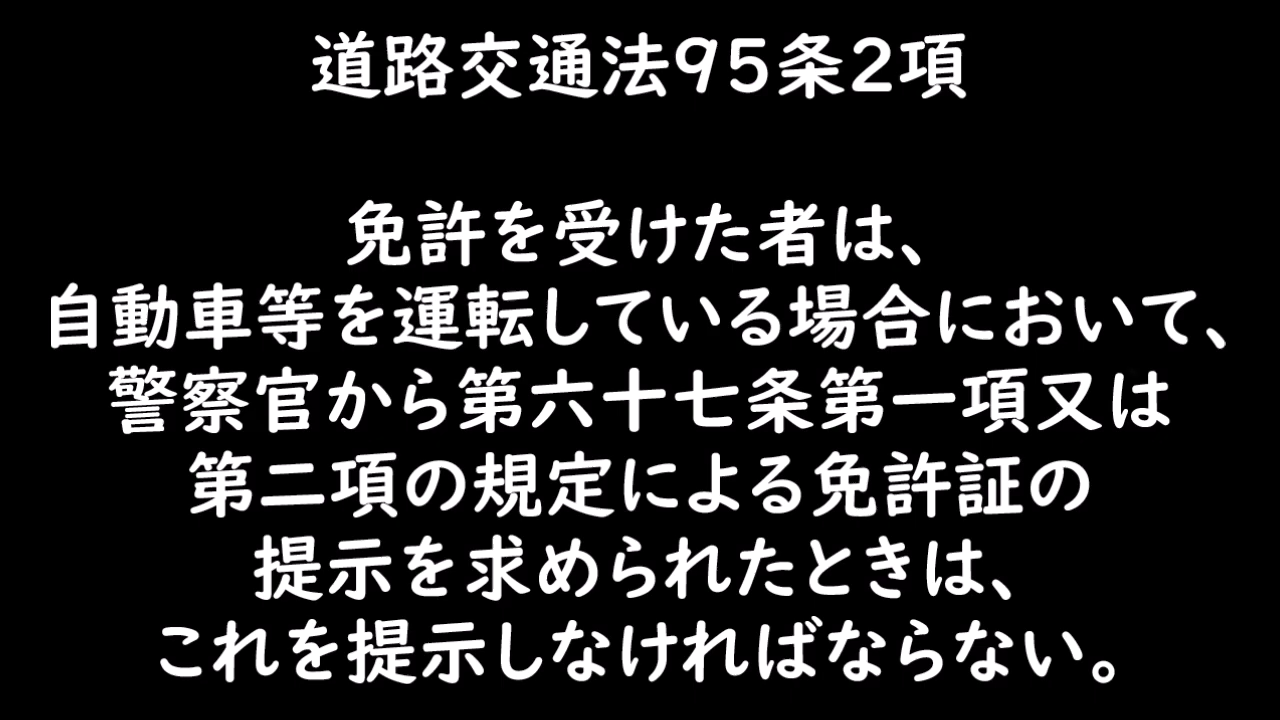 道路交通法95条2項
免許を受けた者は、
自動車等を運転している場合において、
警察官から第六十七条第一項又は
第二項の規定による免許証の
提示を求められたときは、
これを提示しなければならない。